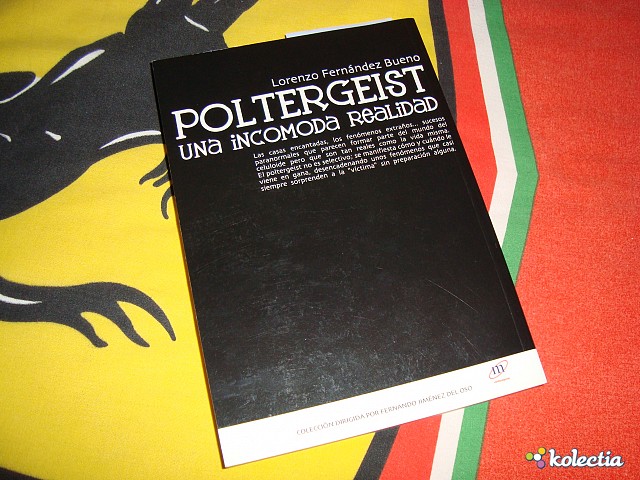 Lorenzo Fernández Bueno
POLTERGEIST
UNA INCOMODA REALIDAD
Las casas encantadas, los fenómenos extraños... sucesos
paranormales que parecen formar parte del mundo del
celuloide pero que son tan reales como la vida misma.
El poltergeist no es selectivo; se manifiesta cómo y cuándo le
viene en gana, desencadenando unos fenómenos que casi
siempre sorprenden a la "víctima" sin preparación alguna.
m
COLECCIÓN DIRIGIDA POR FERNANDO JIMÉNEZ DEL OSO
kolectia